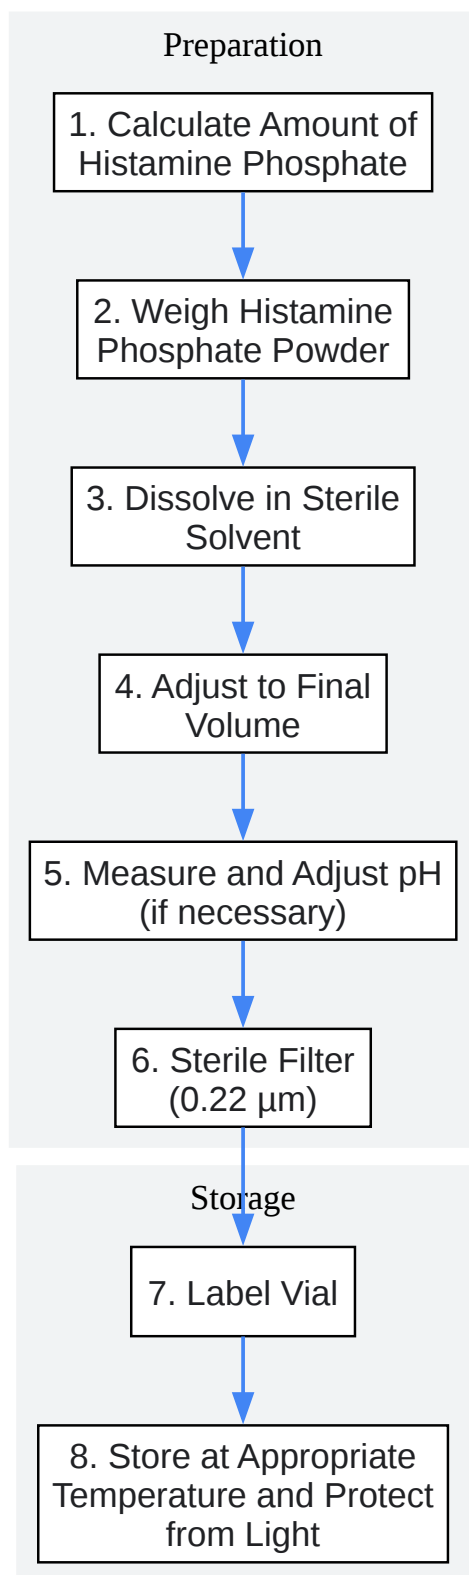 Preparation
1. Calculate Amount of
Histamine Phosphate
2. Weigh Histamine
Phosphate Powder
3. Dissolve in Sterile
Solvent
4. Adjust to Final
Volume
5. Measure and Adjust pH
(if necessary)
6. Sterile Filter
(0.22 µm)
Storage
7. Label Vial
8. Store at Appropriate
Temperature and Protect
from Light